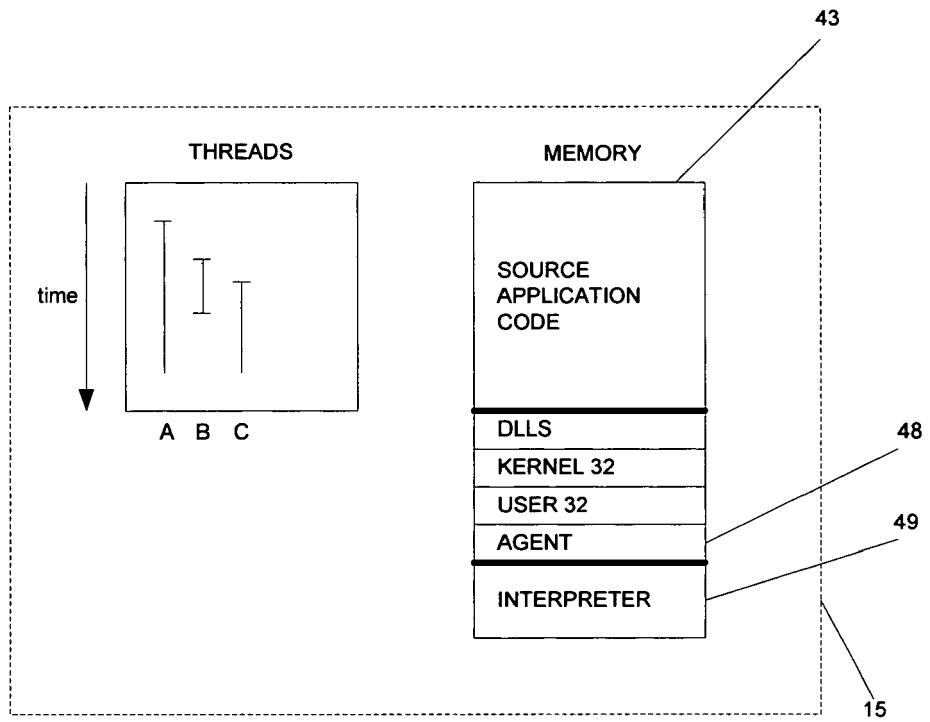 43
THREADS
MEMORY
time
A B C
SOURCE
APPLICATION
CODE
DLLS
KERNEL 32
USER 32
AGENT
INTERPRETER
48
49
15